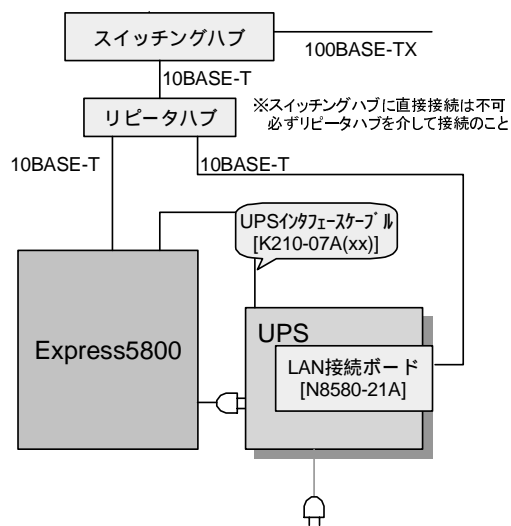 スイッチングハブ
100BASE-TX
10BASE-T
リピータハブ
※スイッチングハブに直接接続は不可
必ずリピータハブを介して接続のこと
10BASE-T
10BASE-T
UPSｲﾝﾀﾌｪｰｽｹｰﾌﾞﾙ
[K210-07A(xx)]
Express5800
UPS
LAN接続ボード
[N8580-21A]